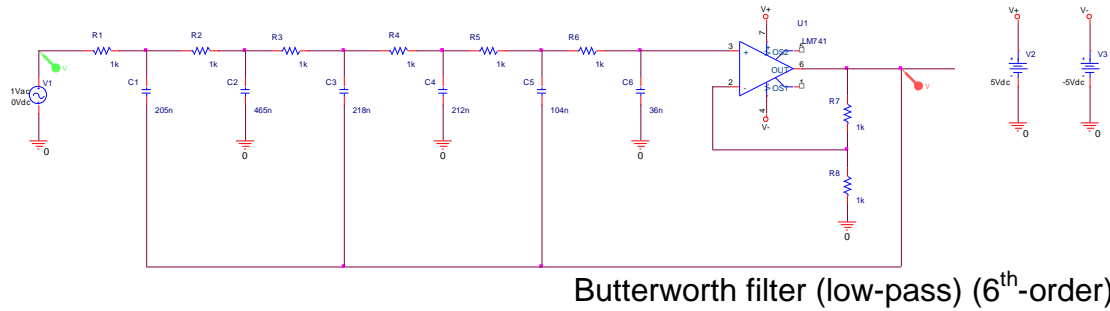 R1
1k
R2
1k
R3
1k
R4
1k
R5
1k
R6
1k
V+
7
U1
LM741
3
+
OS2
5
OUT
6
2
-
OS1
1
4
V-
V
V1
1Vac
0Vdc
0
C1
205n
C2
465n
0
C3
218n
C4
212n
0
C5
104n
C6
36n
0
R7
1k
R8
1k
0
V
V+
V2
5Vdc
0
V-
V3
-5Vdc
0
Butterworth filter (low-pass) (6th-order)